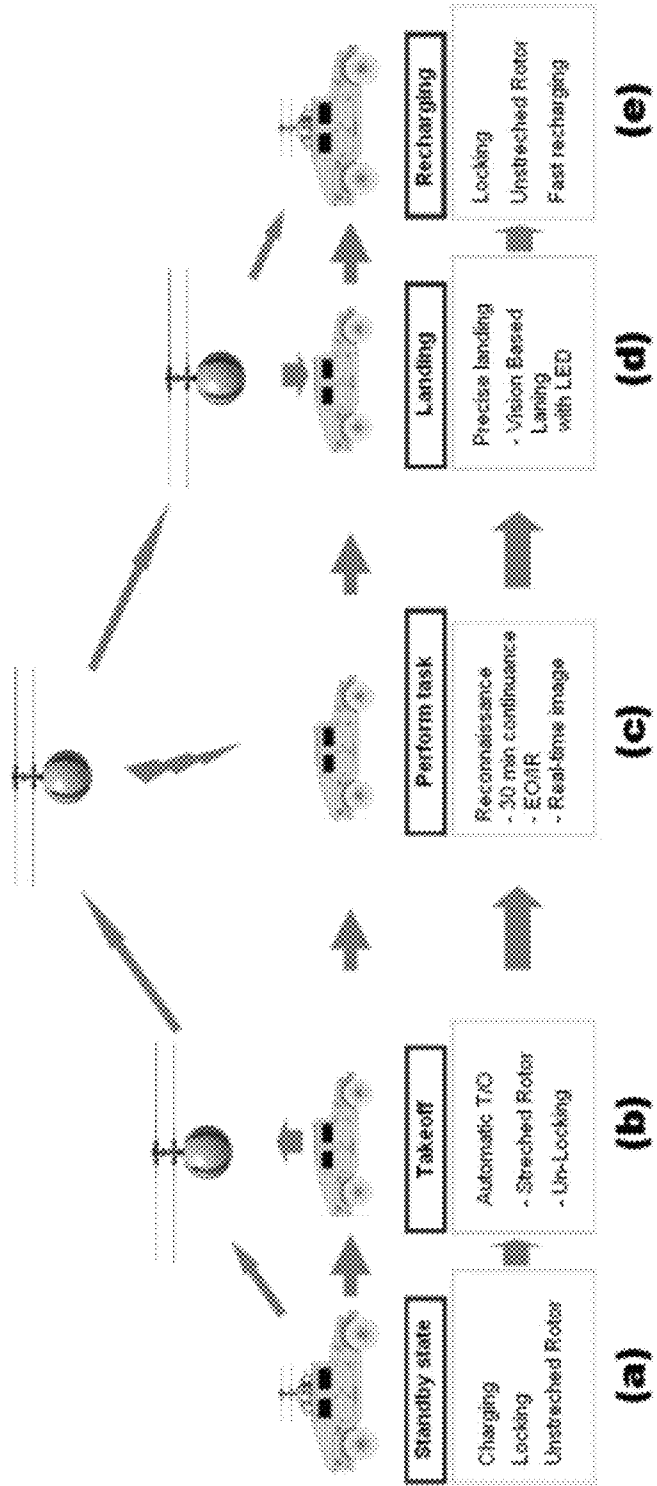 Standby state
Charging
Locking
Unstreched Rotor
(a)
Takeoff
Automatic T/O
- Streched Rotor
- Un-Locking
(b)
Perform task
Reconnaissance
- 30 min continuance
- EO/IR
- Real-time image
(c)
Landing
Precise landing
- Vision Based
Laning
with LED
(d)
Recharging
Locking
Unstreched Rotor
Fast recharging
(e)